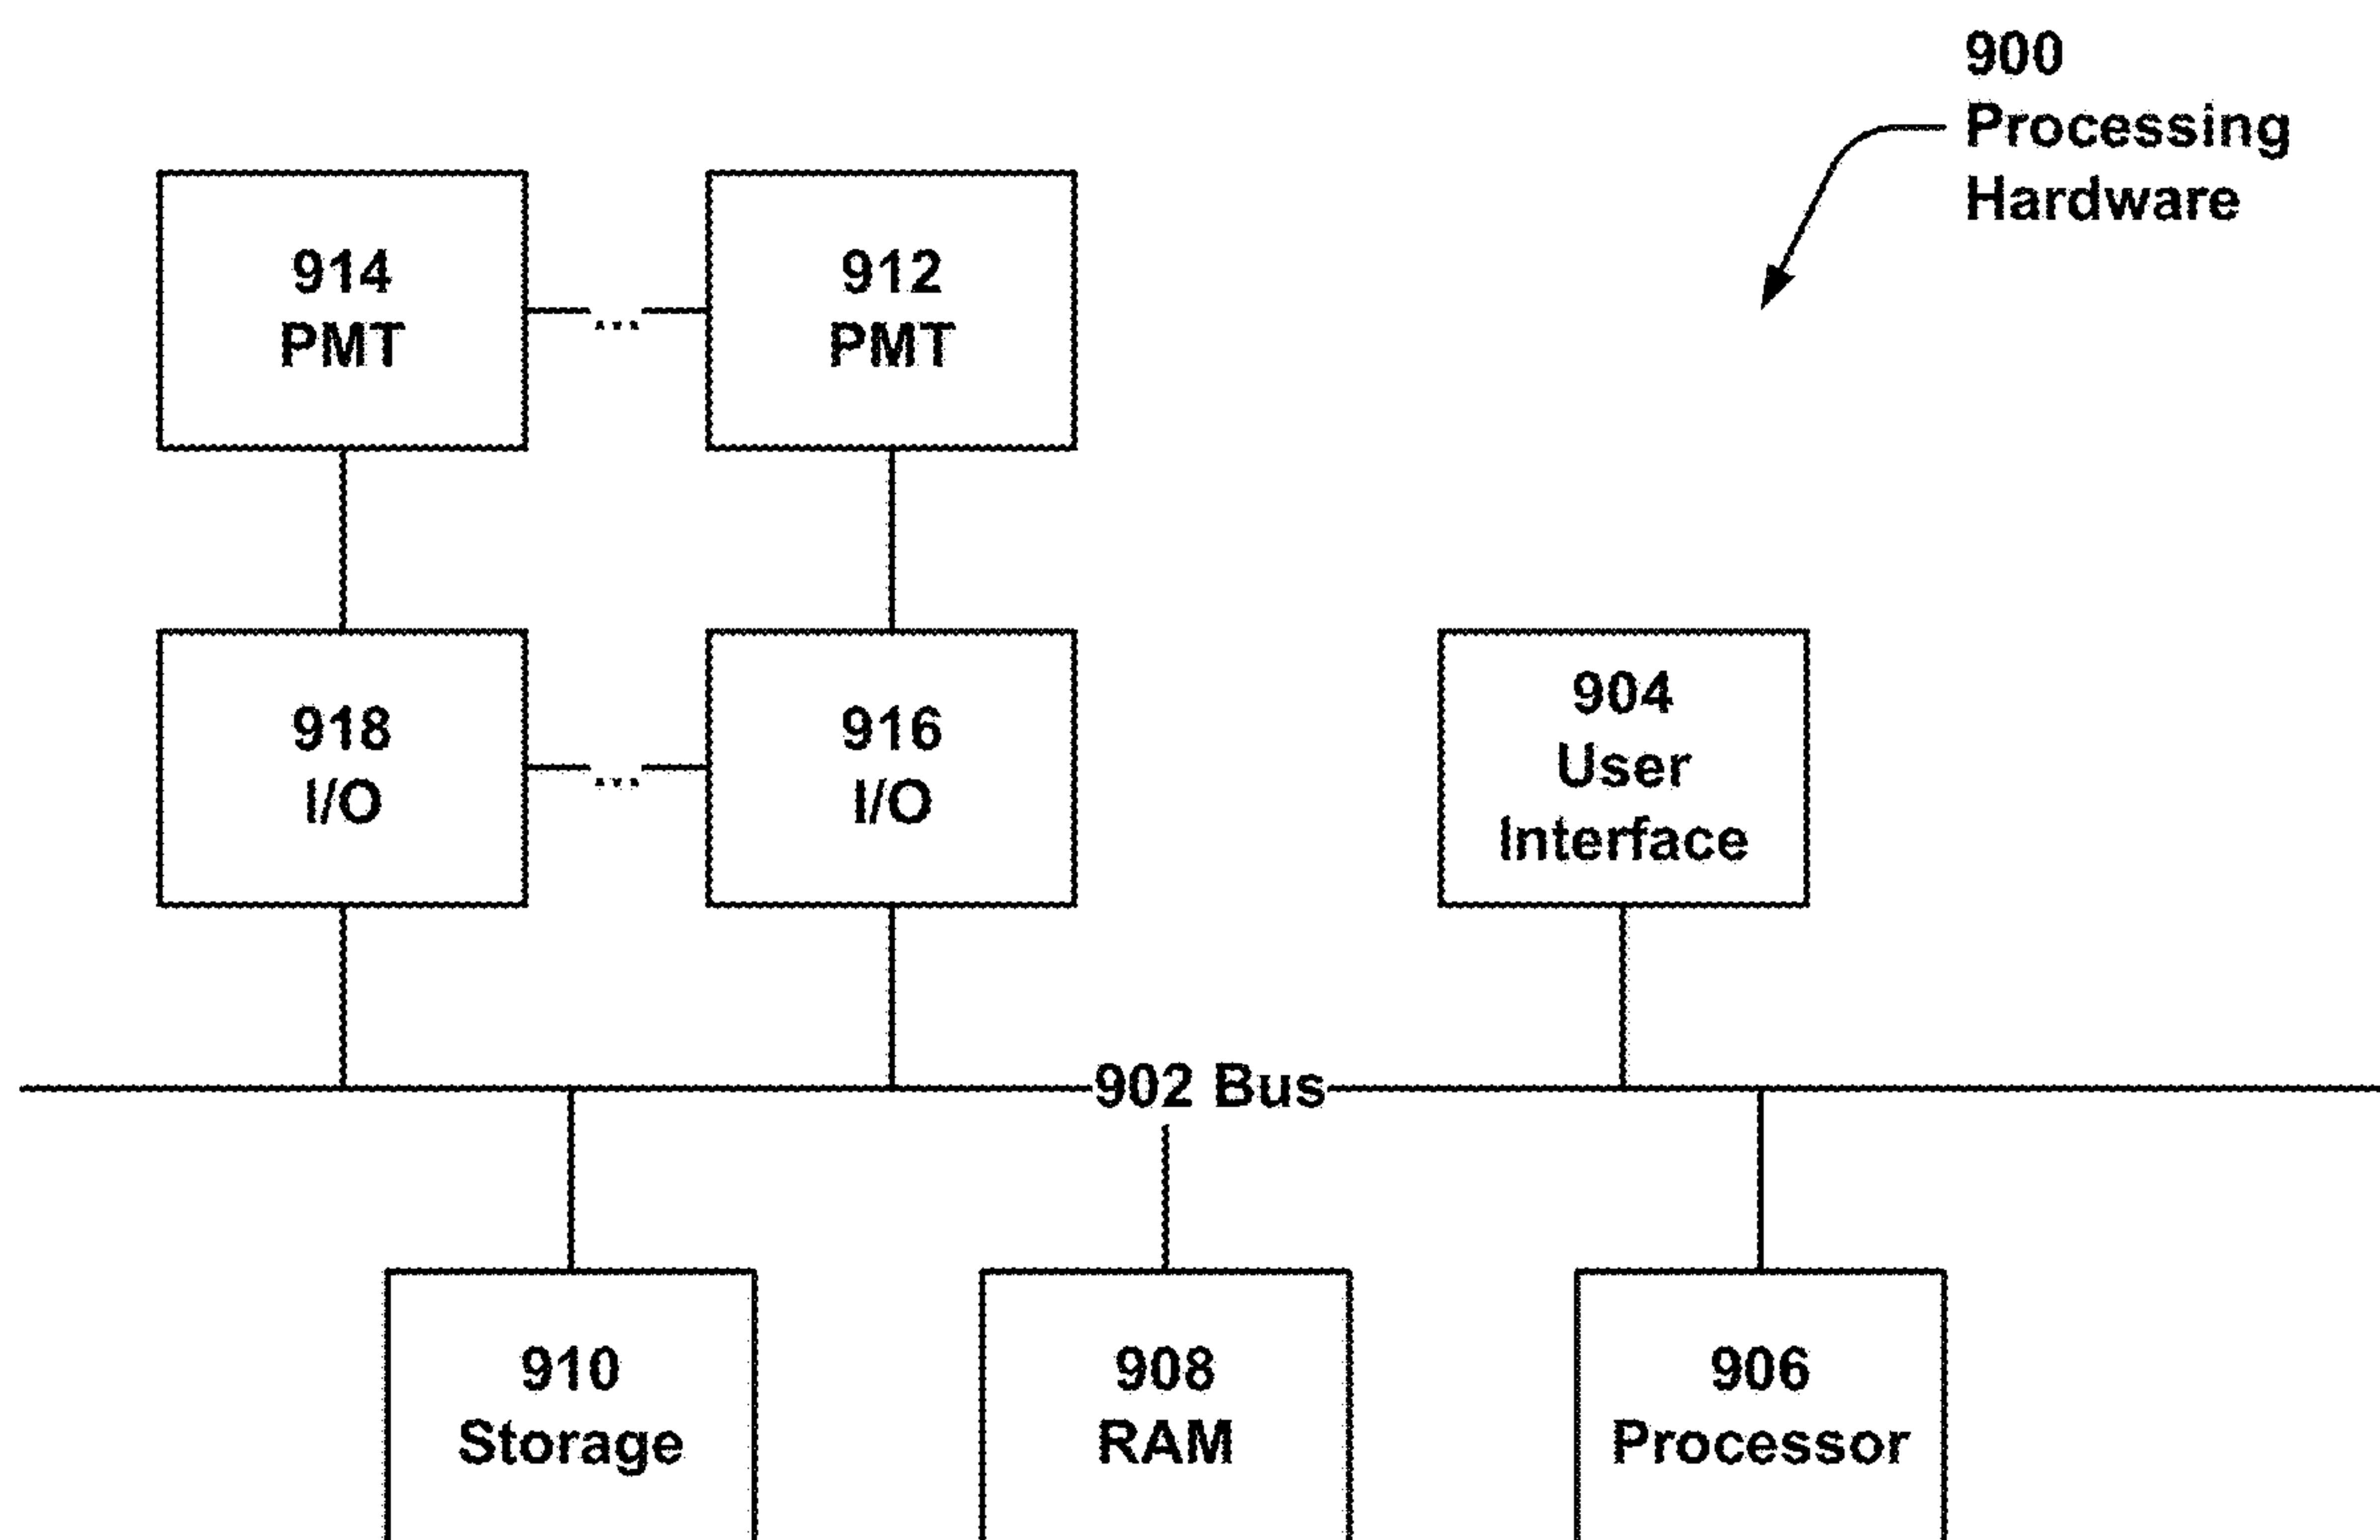 900
Processing
Hardware
914
PMT
...
912
PMT
918
I/O
...
916
I/O
904
User
Interface
902 Bus
910
Storage
908
RAM
906
Processor